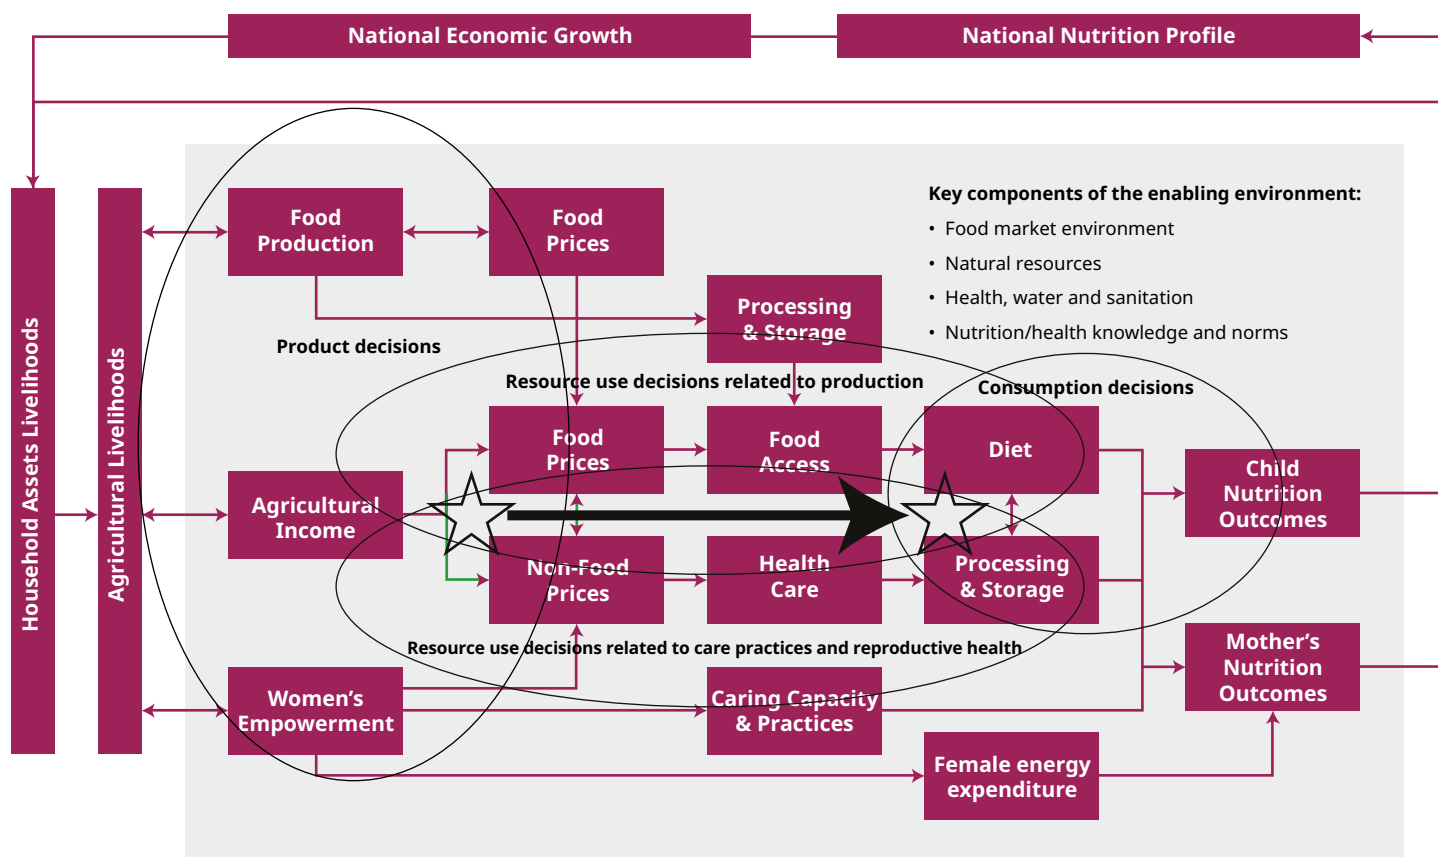 National Economic Growth
National Nutrition Profile
Household Assets Livelihoods
Agricultural Livelihoods
Food
Production
Food
Prices
Key components of the enabling environment:
• Food market environment
• Natural resources
• Health, water and sanitation
• Nutrition/health knowledge and norms
Processing
& Storage
Product decisions
Resource use decisions related to production
Consumption decisions
Food
Prices
Food
Access
Diet
Child
Nutrition
Outcomes
Agricultural
Income
Non-Food
Prices
Health
Care
Processing
& Storage
Resource use decisions related to care practices and reproductive health
Mother’s
Nutrition
Outcomes
Women’s
Empowerment
Caring Capacity
& Practices
Female energy
expenditure